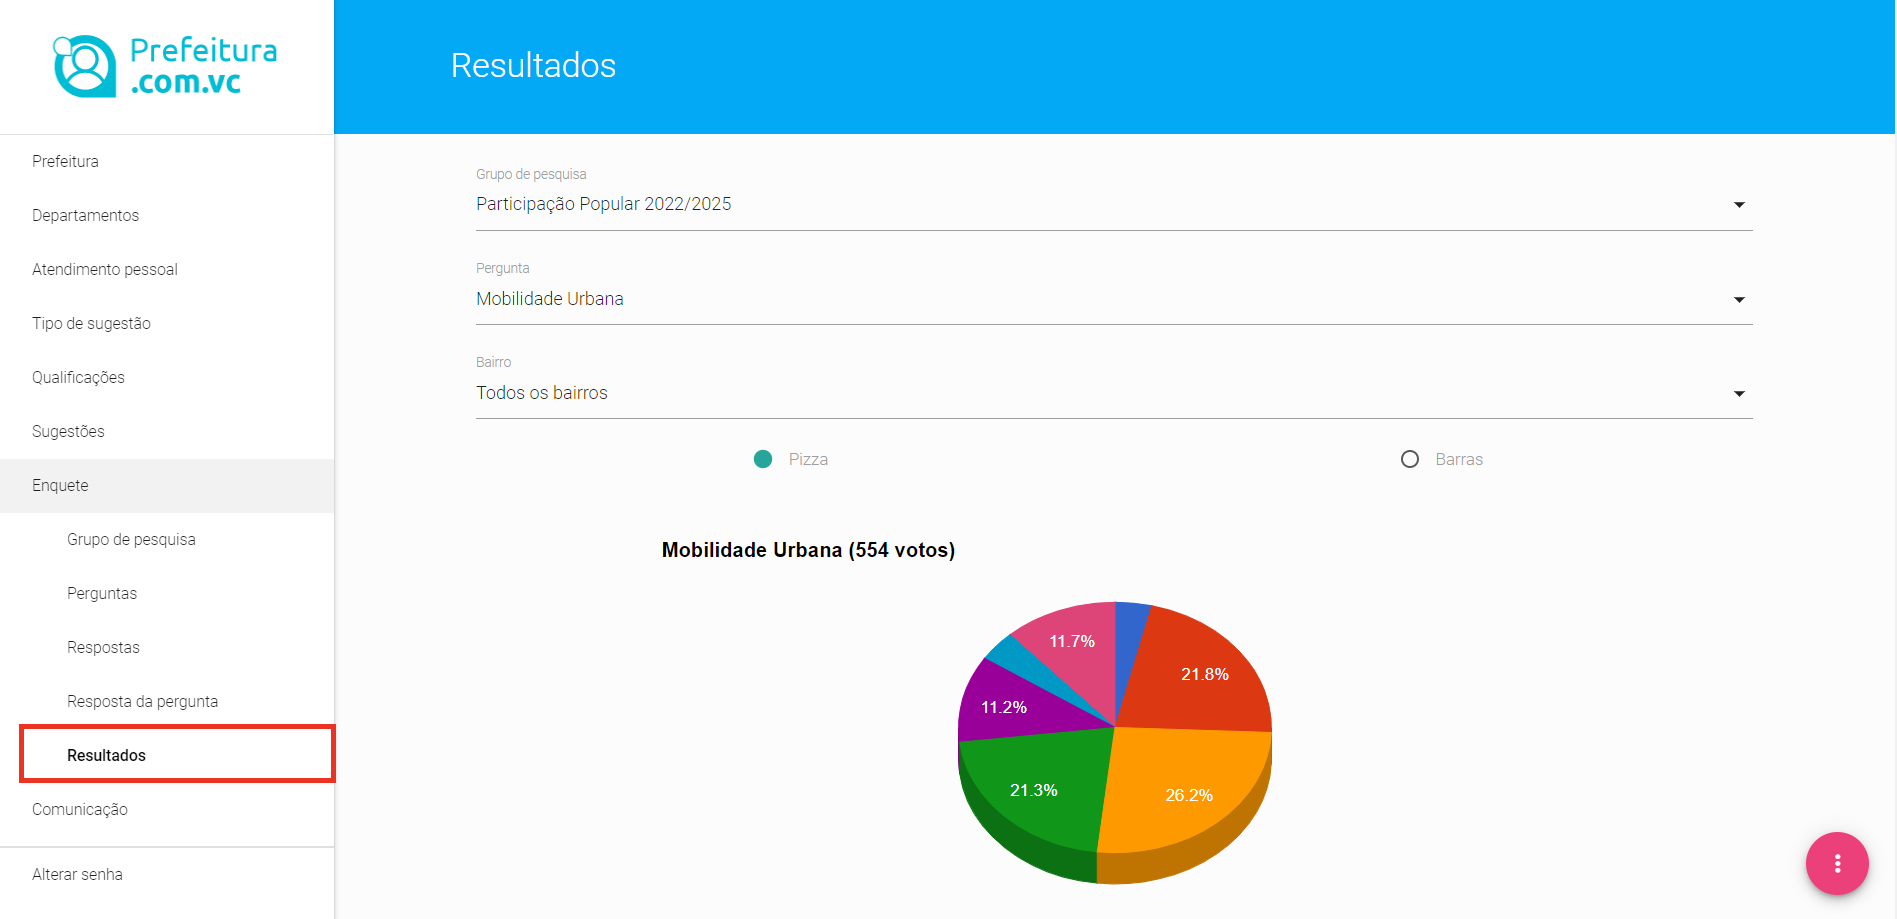 Prefeitura
.com.vc
Resultados
Prefeitura
Departamentos
Atendimento pessoal
Tipo de sugestão
Qualificações
Sugestões
Enquete
Grupo de pesquisa
Perguntas
Respostas
Resposta da pergunta
Resultados
Comunicação
Alterar senha
Grupo de pesquisa
Participação Popular 2022/2025
Pergunta
Mobilidade Urbana
Bairro
Todos os bairros
Pizza
Barras
Mobilidade Urbana (554 votos)
11.7%
21.8%
11.2%
21.3%
26.2%